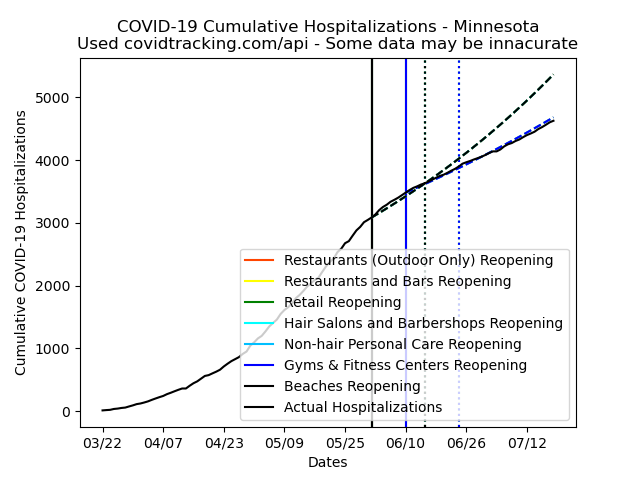 COVID-19 Cumulative Hospitalizations - Minnesota
Used covidtracking.com/api - Some data may be innacurate
Cumulative COVID-19 Hospitalizations
5000
4000
3000
2000
1000
0
Restaurants (Outdoor Only) Reopening
Restaurants and Bars Reopening
Retail Reopening
Hair Salons and Barbershops Reopening
Non-hair Personal Care Reopening
Gyms & Fitness Centers Reopening
Beaches Reopening
Actual Hospitalizations
03/22 04/07 04/23 05/09 05/25 06/10 06/26 07/12
Dates